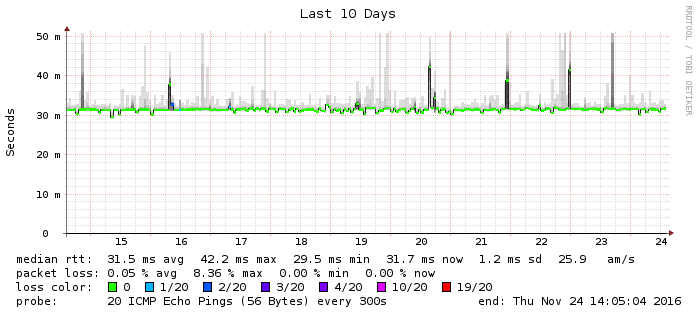 Last 10 Days
RRDTOOL / TOBI OETIKER
Seconds
50 m
40 m
30 m
20 m
10 m
0
15 16 17 18 19 20 21 22 23 24
median rtt: 31.5 ms avg 42.2 ms max 29.5 ms min 31.7 ms now 1.2 ms sd 25.9 am/s
packet loss: 0.05 % avg 8.36 % max 0.00 % min 0.00 % now
loss color: 0 1/20 2/20 3/20 4/20 10/20 19/20
probe: 20 ICMP Echo Pings (56 Bytes) every 300s end: Thu Nov 24 14:05:04 2016